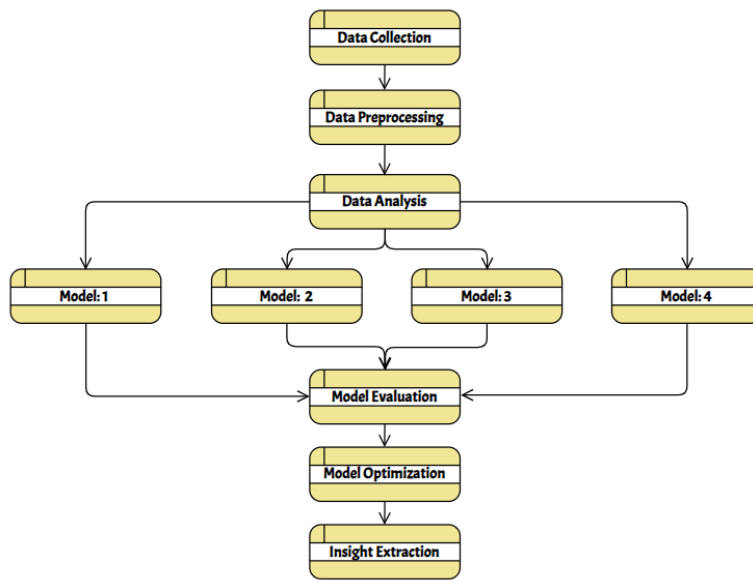 Data Collection
Data Preprocessing
Data Analysis
Model: 1
Model: 2
Model: 3
Model: 4
Model Evaluation
Model Optimization
Insight Extraction